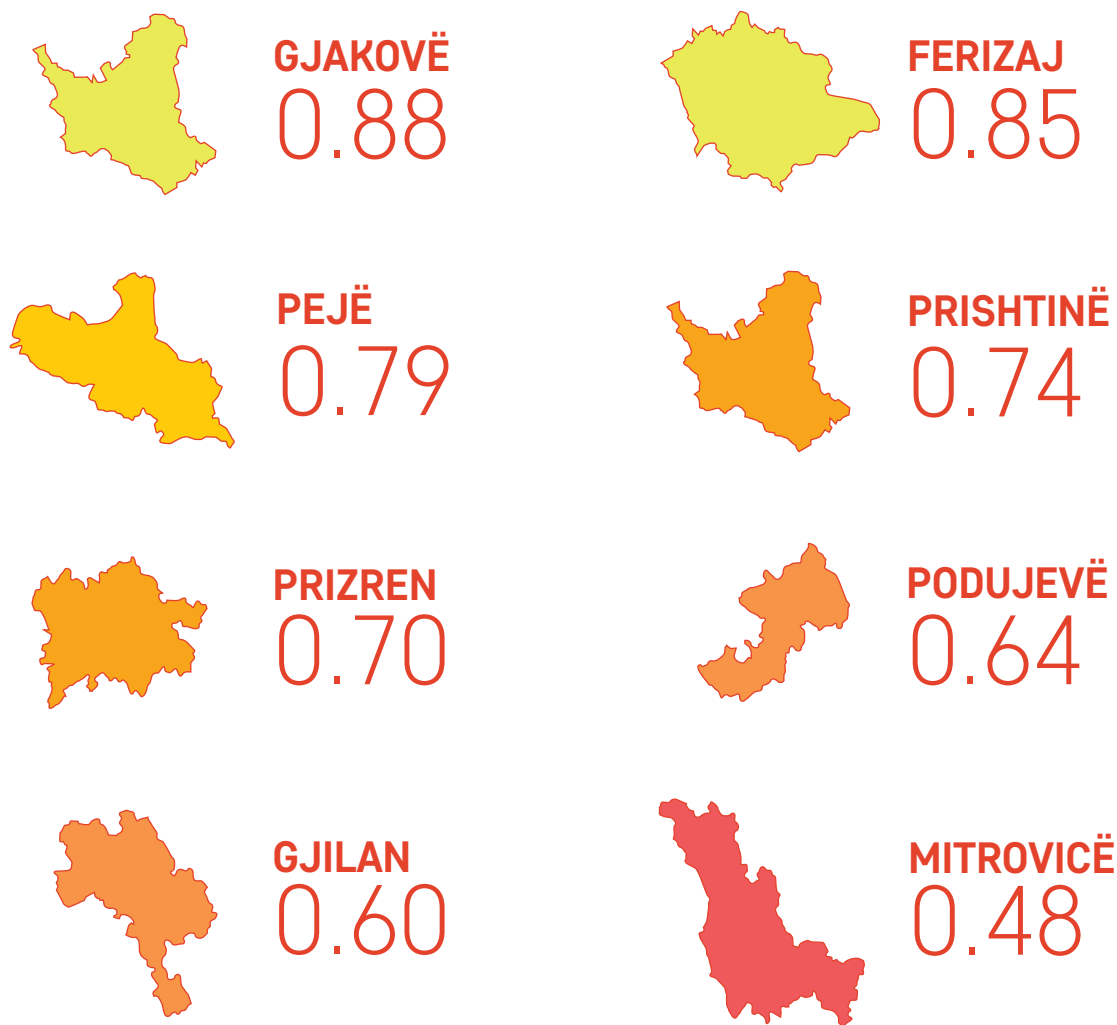 GJAKOVË
0.88
FERIZAJ
0.85
PEJË
0.79
PRISHTINË
0.74
PRIZREN
0.70
PODUJEVË
0.64
GJILAN
0.60
MITROVICË
0.48